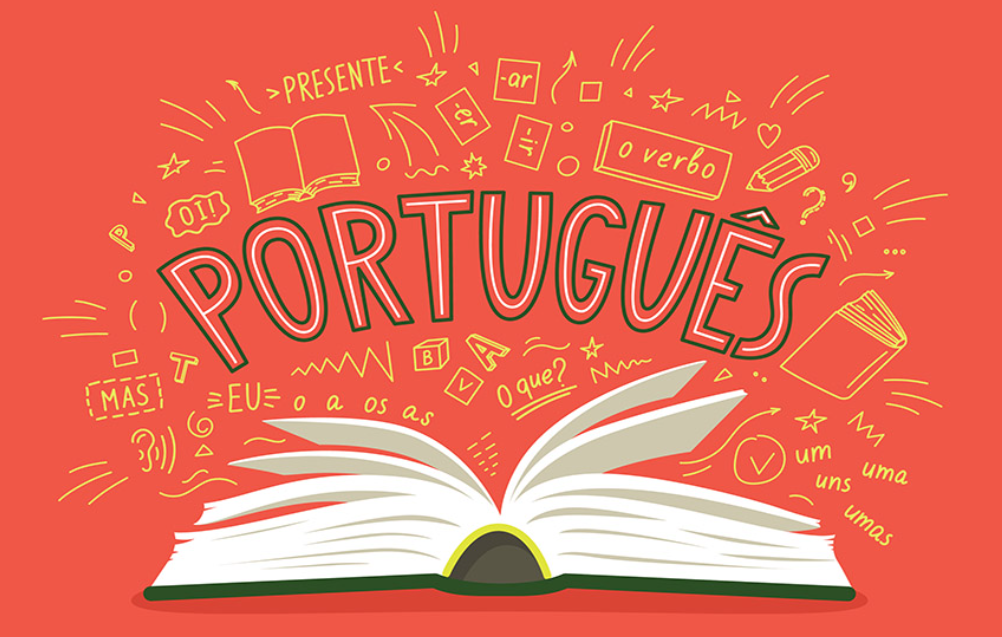 >PRESENTE<
-ar
-er
-ir
o verbo
OI!
?
PORTUGUÊS
P
T
B
A
V
MAS
EU
o a os as
O que?
um
uma
uns
umas